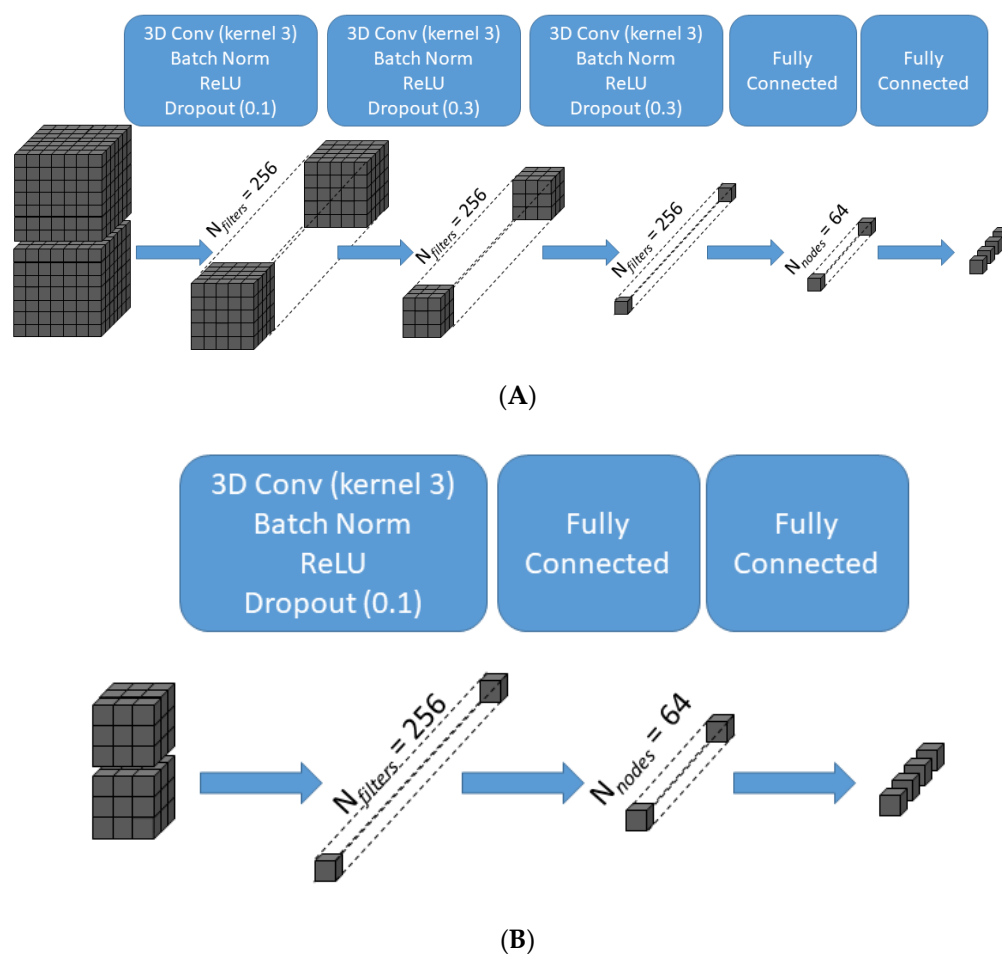 3D Conv (kernel 3)
Batch Norm
ReLU
Dropout (0.1)
3D Conv (kernel 3)
Batch Norm
ReLU
Dropout (0.3)
3D Conv (kernel 3)
Batch Norm
ReLU
Dropout (0.3)
Fully
Connected
Fully
Connected
Nfilters = 256
Nfilters = 256
Nfilters = 256
Nnodes = 64
(A)
3D Conv (kernel 3)
Batch Norm
ReLU
Dropout (0.1)
Fully
Connected
Fully
Connected
Nfilters = 256
Nnodes = 64
(B)